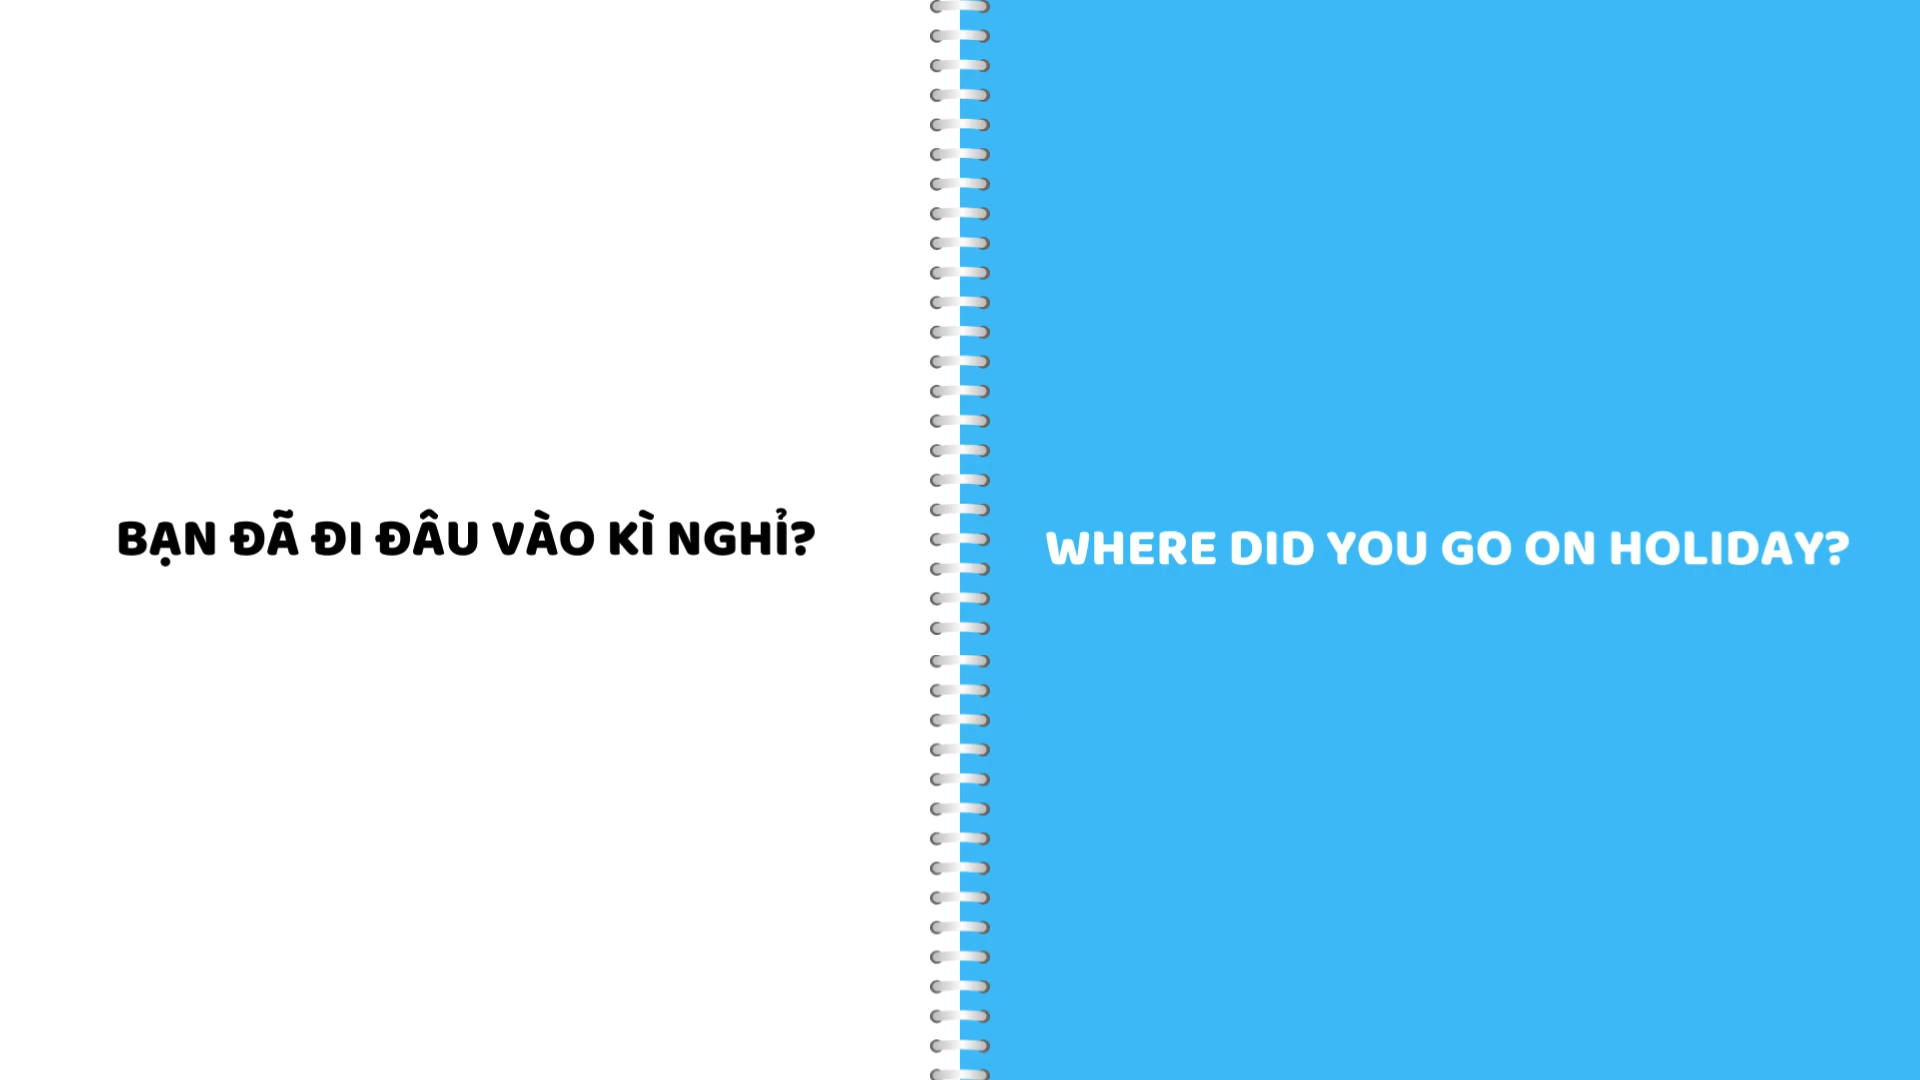 BẠN ĐÃ ĐI ĐÂU VÀO KÌ NGHỈ?
WHERE DID YOU GO ON HOLIDAY?